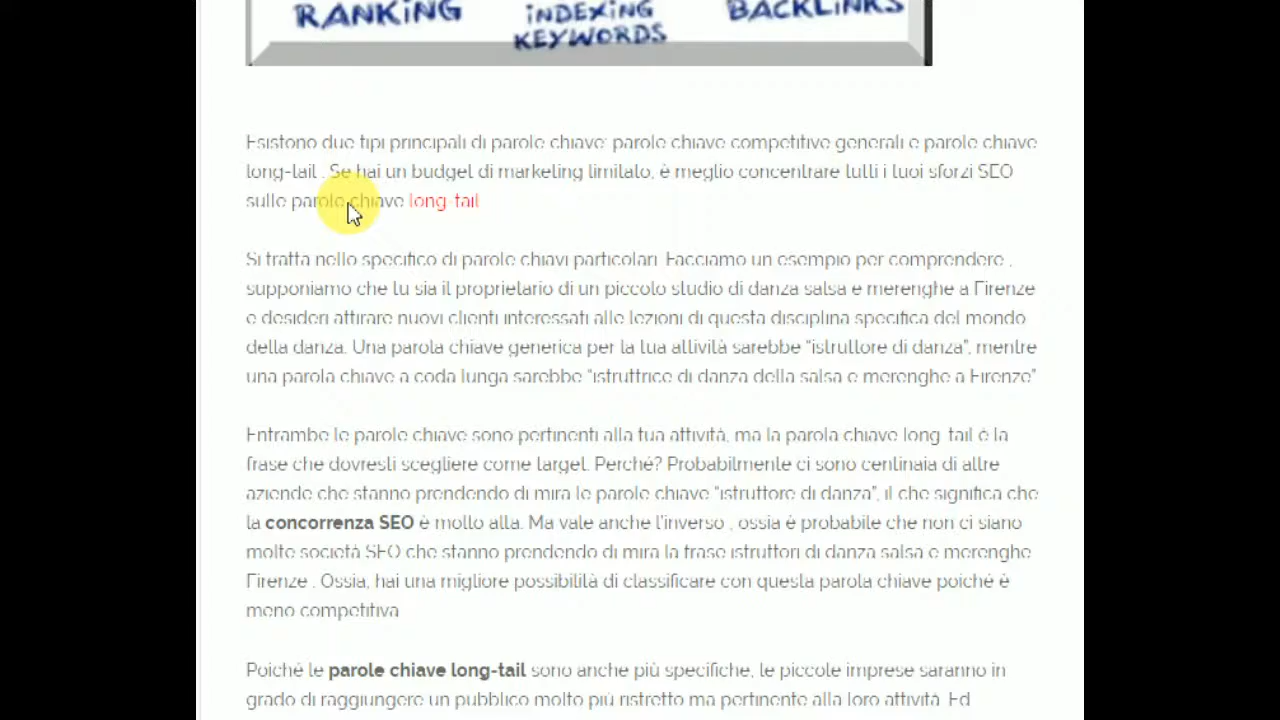 RANKING
INDEXING
BACKLINKS
KEYWORDS
Esistono due tipi principali di parole chiave: parole chiave competitive generali e parole chiave
long-tail . Se hai un budget di marketing limitato, è meglio concentrare tutti i tuoi sforzi SEO
sulle parole chiave long-tail
Si tratta nello specifico di parole chiavi particolari. Facciamo un esempio per comprendere ,
supponiamo che tu sia il proprietario di un piccolo studio di danza salsa e merenghe a Firenze
e desideri attirare nuovi clienti interessati alle lezioni di questa disciplina specifica del mondo
della danza. Una parola chiave generica per la tua attività sarebbe “istruttore di danza”, mentre
una parola chiave a coda lunga sarebbe “istruttrice di danza della salsa e merenghe a Firenze”
Entrambe le parole chiave sono pertinenti alla tua attività, ma la parola chiave long-tail è la
frase che dovresti scegliere come target. Perché? Probabilmente ci sono centinaia di altre
aziende che stanno prendendo di mira le parole chiave “istruttore di danza”, il che significa che
la concorrenza SEO è molto alta. Ma vale anche l’inverso , ossia è probabile che non ci siano
molte società SEO che stanno prendendo di mira la frase istruttori di danza salsa e merenghe
Firenze . Ossia, hai una migliore possibilità di classificare con questa parola chiave poiché è
meno competitiva
Poiché le parole chiave long-tail sono anche più specifiche, le piccole imprese saranno in
grado di raggiungere un pubblico molto più ristretto ma pertinente alla loro attività. Ed